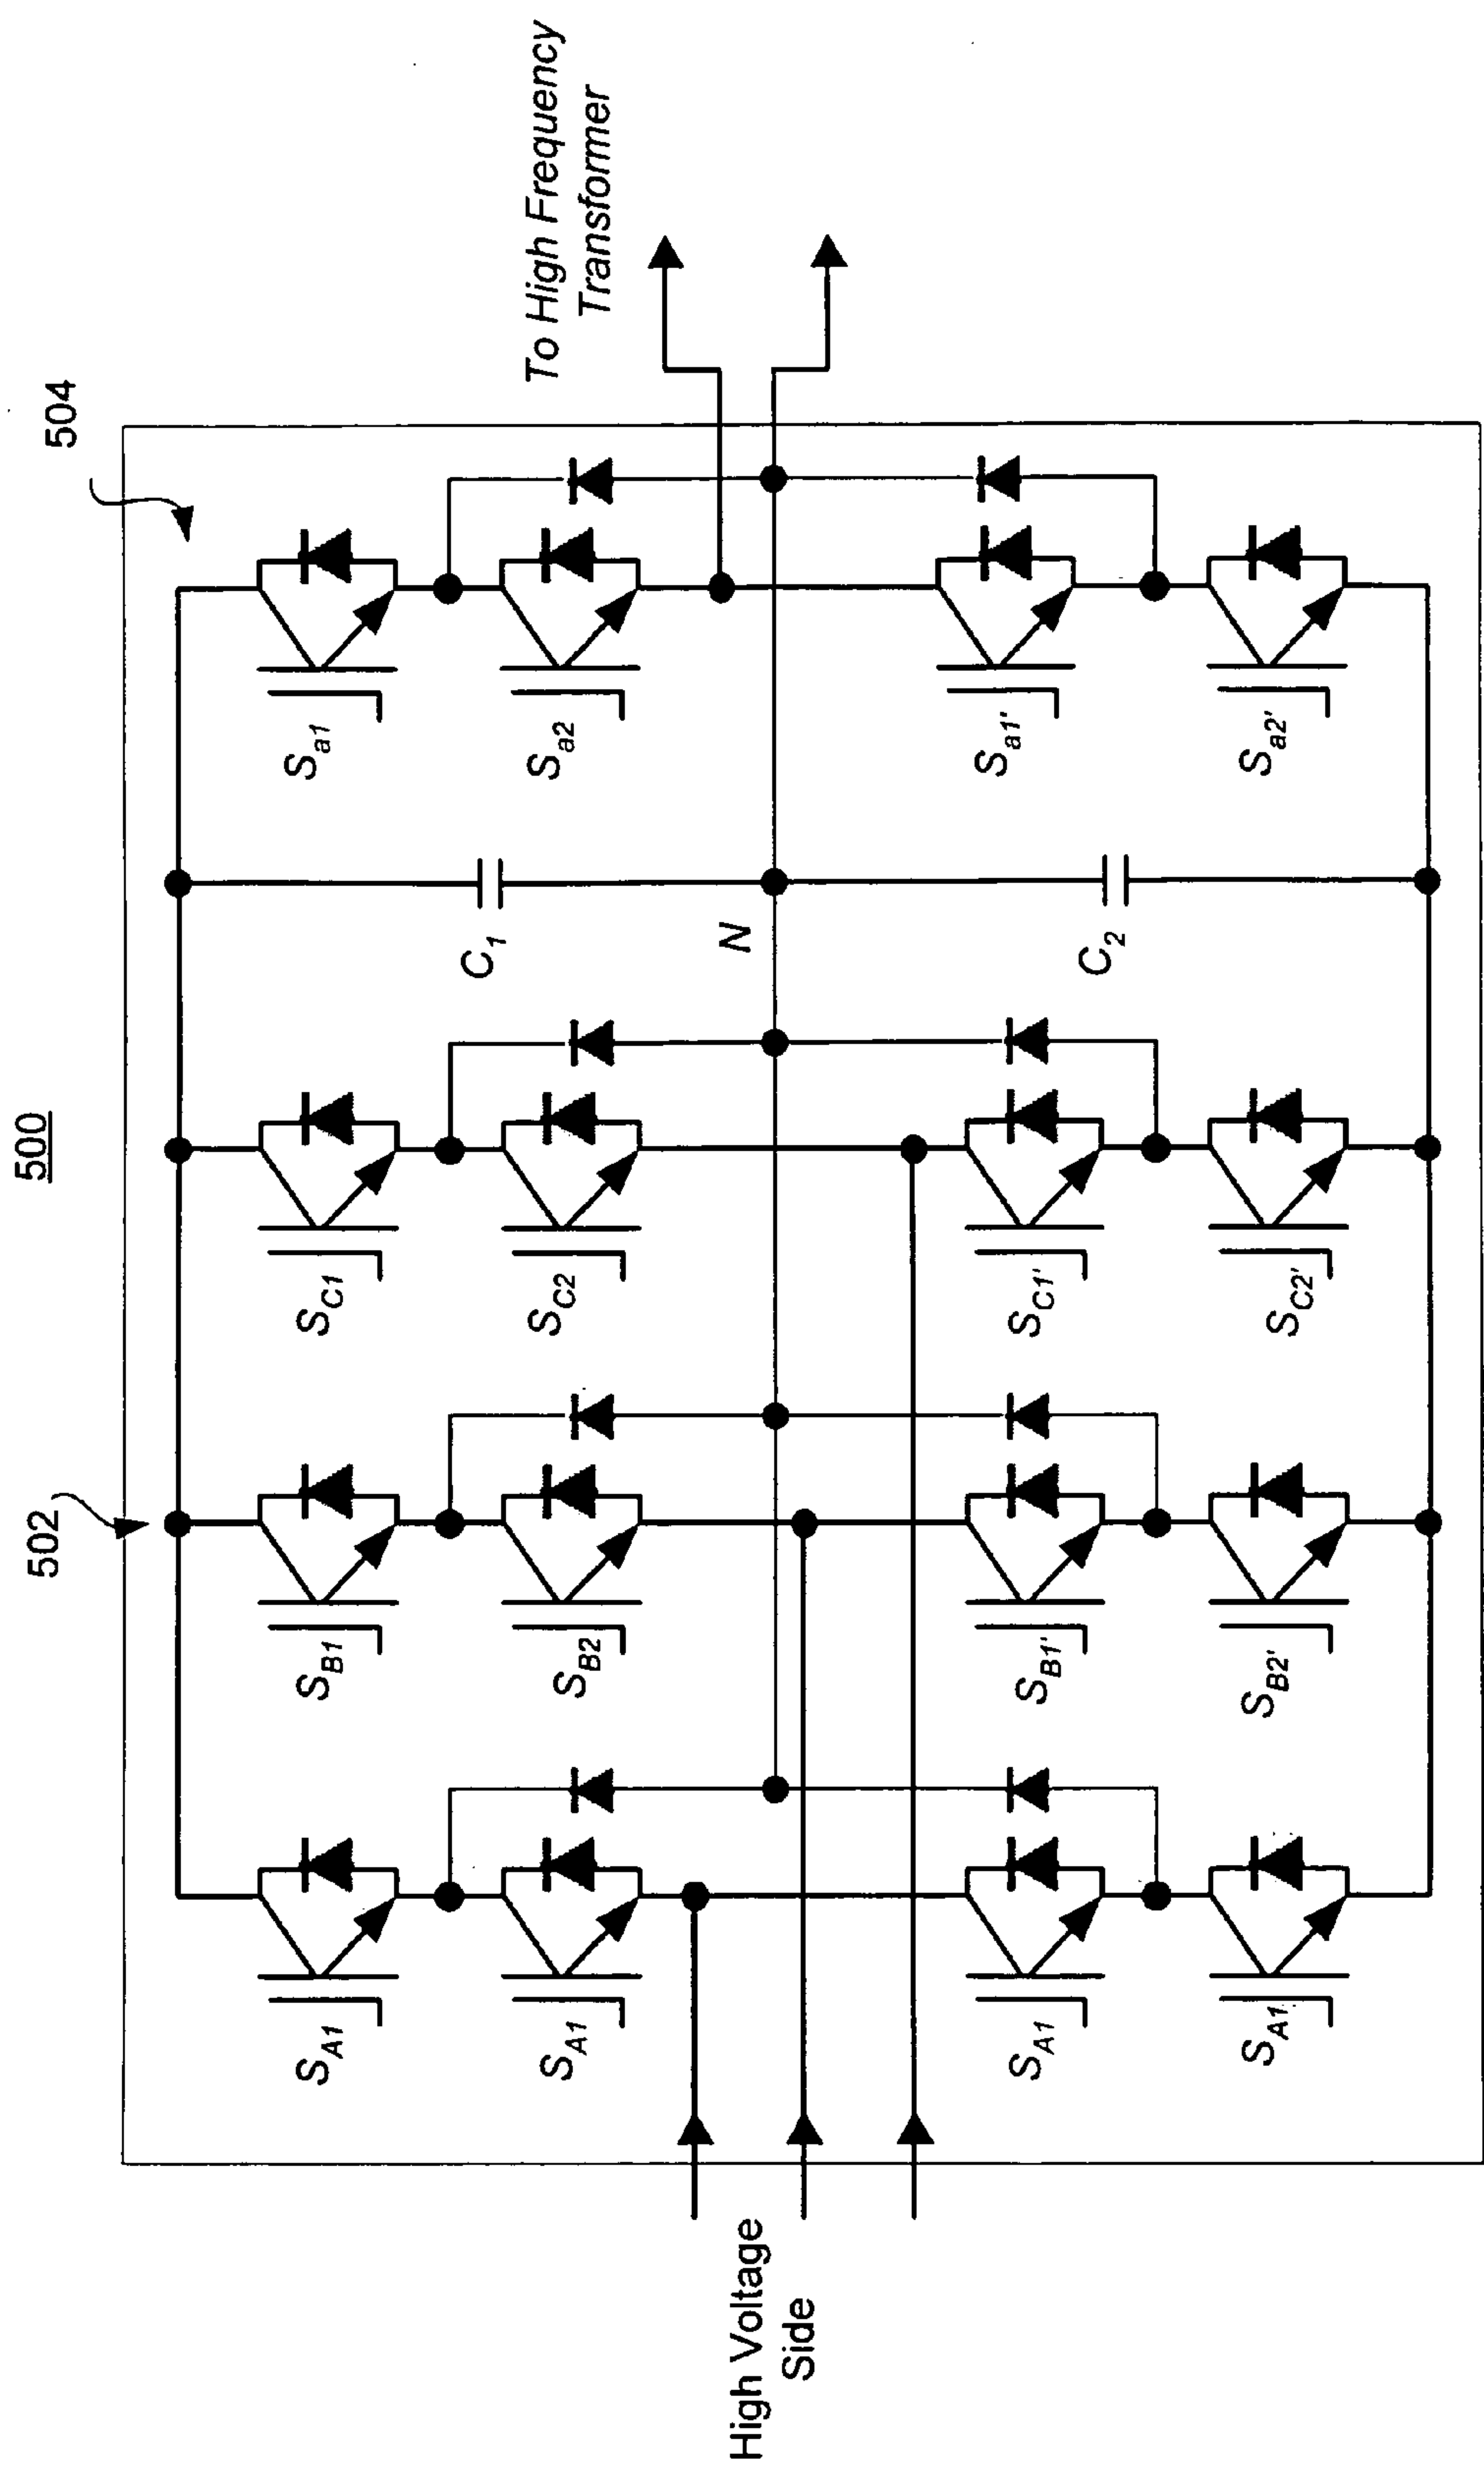 500
502
504
S_A1
S_A1
S_A1
S_A1
S_B1
S_B2
S_B1'
S_B2'
S_C1
S_C2
S_C1'
S_C2'
C_1
N
C_2
S_a1
S_a2
S_a1'
S_a2'
High Voltage
Side
To High Frequency
Transformer